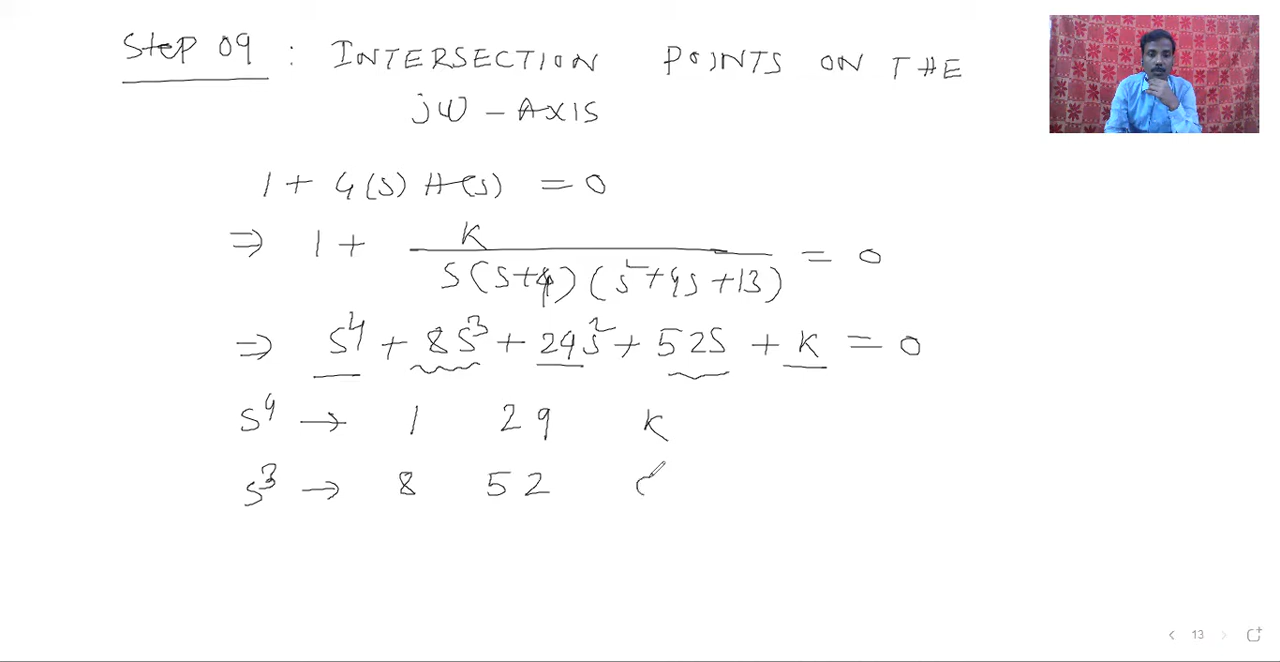 Step 09 : INTERSECTION POINTS ON THE
jω - AXIS
1 + G(s) H(s) = 0
⇒ 1 + K / S(S+4)(s²+4s+13) = 0
⇒ S⁴ + 8S³ + 29s² + 52S + K = 0
S⁴ → 1 29 K
S³ → 8 52
< 13 >